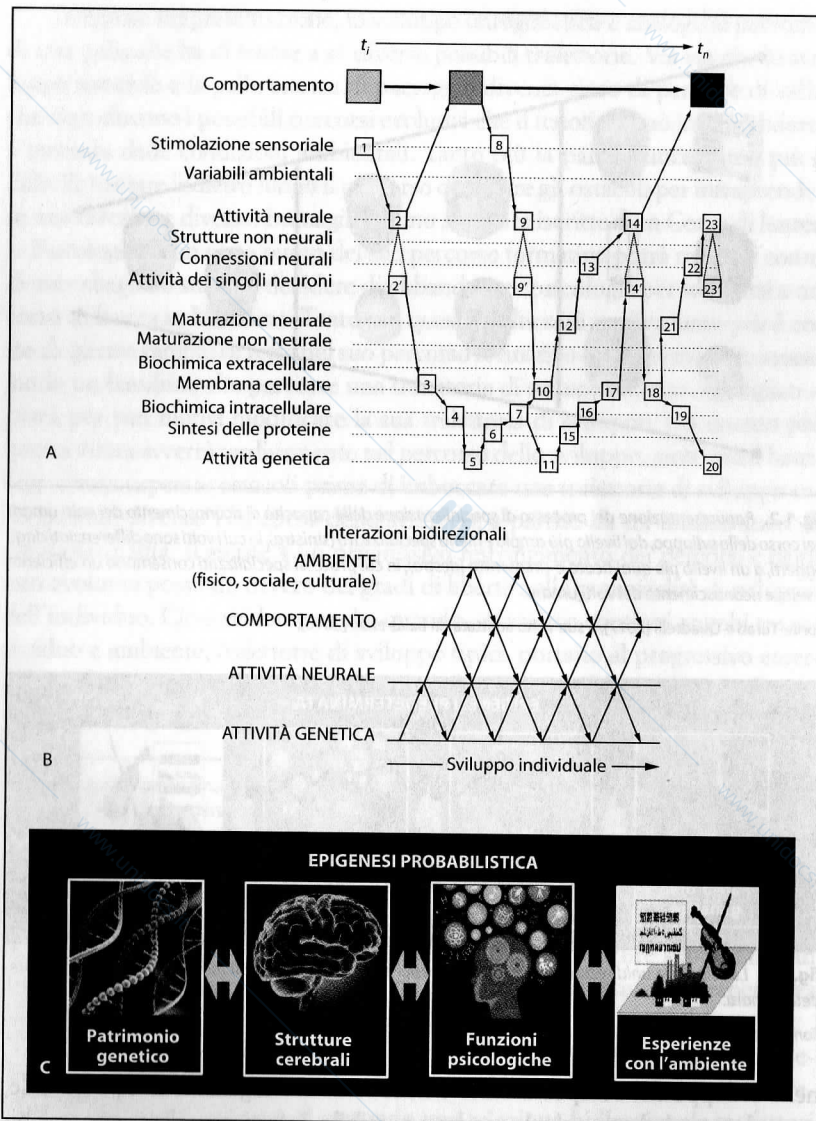 t_i t_n
Comportamento
Stimolazione sensoriale 1 8
Variabili ambientali
Attività neurale 2 9 14 23
Strutture non neurali
Connessioni neurali 13 22
Attività dei singoli neuroni 2' 9' 14' 23'
Maturazione neurale 12 21
Maturazione non neurale
Biochimica extracellulare
Membrana cellulare 3 10 17 18
Biochimica intracellulare 4 7 16 19
Sintesi delle proteine 6 15
A Attività genetica 5 11 20
Interazioni bidirezionali
AMBIENTE
(fisico, sociale, culturale)
COMPORTAMENTO
ATTIVITÀ NEURALE
ATTIVITÀ GENETICA
B Sviluppo individuale
EPIGENESI PROBABILISTICA
Patrimonio
genetico
Strutture
cerebrali
Funzioni
psicologiche
Esperienze
con l'ambiente
C
www.unidocs.it